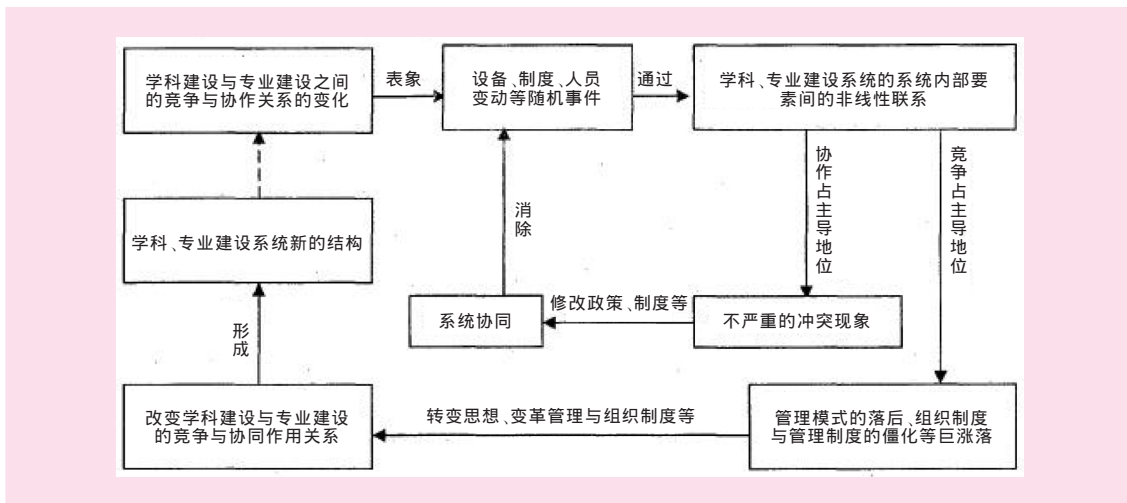 学科建设与专业建设之间
的竞争与协作关系的变化
表象
设备、制度、人员
变动等随机事件
通过
学科、专业建设系统的系统内部要
素间的非线性联系
协作占主导地位
竞争占主导地位
消除
学科、专业建设系统新的结构
系统协同
修改政策、制度等
不严重的冲突现象
形成
改变学科建设与专业建设
的竞争与协同作用关系
转变思想、变革管理与组织制度等
管理模式的落后、组织制度
与管理制度的僵化等巨涨落